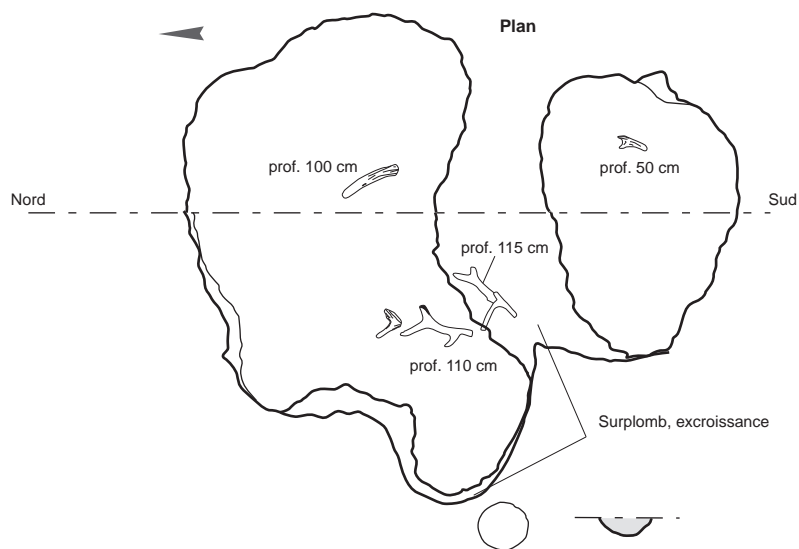 Plan
prof. 100 cm
prof. 50 cm
Nord
Sud
prof. 115 cm
prof. 110 cm
Surplomb, excroissance